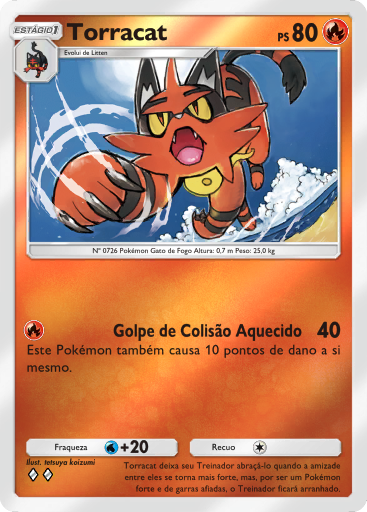 ESTÁGIO 1
Torracat
PS 80
Evolui de Litten
Nº 0726 Pokémon Gato de Fogo Altura: 0,7 m Peso: 25,0 kg
Golpe de Colisão Aquecido 40
Este Pokémon também causa 10 pontos de dano a si
mesmo.
Fraqueza +20
Recuo
Ilust. tetsuya koizumi
Torracat deixa seu Treinador abraçá-lo quando a amizade
entre eles se torna mais forte, mas, por ser um Pokémon
forte e de garras afiadas, o Treinador ficará arranhado.